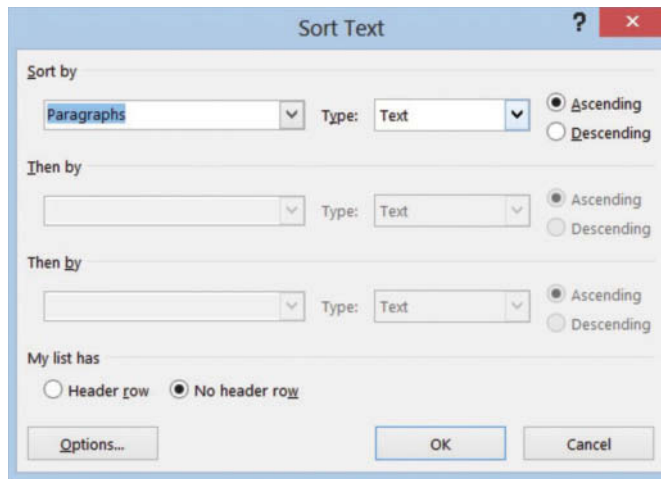 Sort Text ? ×
Sort by
Paragraphs Type: Text Ascending
Descending
Then by
Type: Text Ascending
Descending
Then by
Type: Text Ascending
Descending
My list has
Header row No header row
Options... OK Cancel